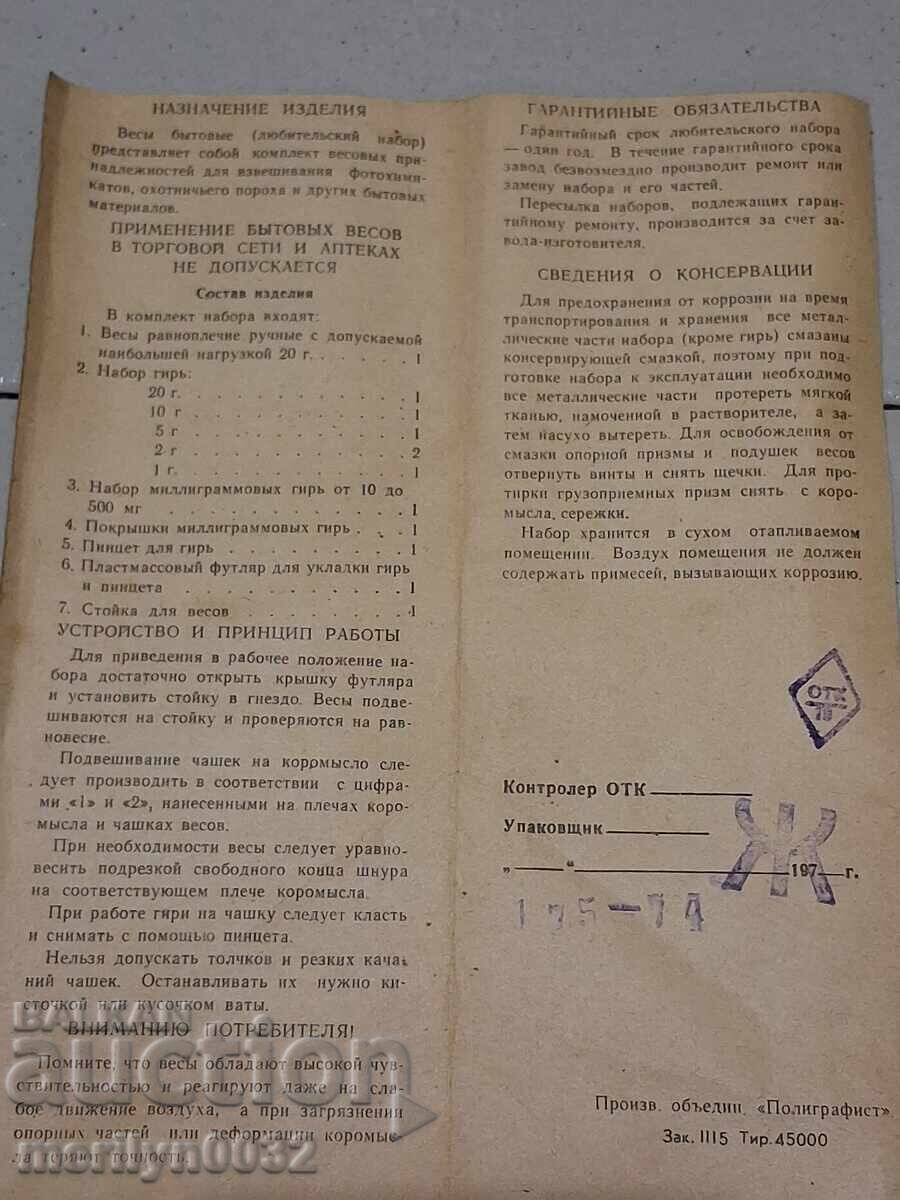 НАЗНАЧЕНИЕ ИЗДЕЛИЯ
Весы бытовые (любительский набор)
представляет собой комплект весовых при-
надлежностей для взвешивания фотохими-
катов, охотничьего пороха и других бытовых
материалов.
ПРИМЕНЕНИЕ БЫТОВЫХ ВЕСОВ
В ТОРГОВОЙ СЕТИ И АПТЕКАХ
НЕ ДОПУСКАЕТСЯ
Состав изделия
В комплект набора входят:
1. Весы равноплечие ручные с допускаемой
наибольшей нагрузкой 20 г. . . . . . 1
2. Набор гирь:
20 г. . . . . . . . . . . . 1
10 г . . . . . . . . . . . 1
5 г . . . . . . . . . . . 1
2 г . . . . . . . . . . . 2
1 г. . . . . . . . . . . . 1
3. Набор миллиграммовых гирь от 10 до
500 мг . . . . . . . . . . . 1
4. Покрышки миллиграммовых гирь . . . 1
5. Пинцет для гирь . . . . . . . . . 1
6. Пластмассовый футляр для укладки гирь
и пинцета . . . . . . . . . . . 1
7. Стойка для весов . . . . . . . . . 1
УСТРОЙСТВО И ПРИНЦИП РАБОТЫ
Для приведения в рабочее положение на-
бора достаточно открыть крышку футляра
и установить стойку в гнездо. Весы подве-
шиваются на стойку и проверяются на рав-
новесие.
Подвешивание чашек на коромысло сле-
дует производить в соответствии с цифра-
ми «1» и «2», нанесенными на плечах коро-
мысла и чашках весов.
При необходимости весы следует уравно-
весить подрезкой свободного конца шнура
на соответствующем плече коромысла.
При работе гири на чашку следует класть
и снимать с помощью пинцета.
Нельзя допускать толчков и резких кача
ний чашек. Останавливать их нужно ки-
сточкой или кусочком ваты.
ВНИМАНИЮ ПОТРЕБИТЕЛЯ!
Помните, что весы обладают высокой чув-
ствительностью и реагируют даже на сла-
бое движение воздуха, а при загрязнении
опорных частей или деформации коромыс-
ла теряют точность.
ГАРАНТИЙНЫЕ ОБЯЗАТЕЛЬСТВА
Гарантийный срок любительского набора
— один год. В течение гарантийного срока
завод безвозмездно производит ремонт или
замену набора и его частей.
Пересылка наборов, подлежащих гаран-
тийному ремонту, производится за счет за-
вода-изготовителя.
СВЕДЕНИЯ О КОНСЕРВАЦИИ
Для предохранения от коррозии на время
транспортирования и хранения все метал-
лические части набора (кроме гирь) смазаны
консервирующей смазкой, поэтому при под-
готовке набора к эксплуатации необходимо
все металлические части протереть мягкой
тканью, намоченной в растворителе, а за-
тем насухо вытереть. Для освобождения от
смазки опорной призмы и подушек весов
отвернуть винты и снять щечки. Для про-
тирки грузоприемных призм снять с коро-
мысла, сережки.
Набор хранится в сухом отапливаемом
помещении. Воздух помещения не должен
содержать примесей, вызывающих коррозию.
ОТК
Контролер ОТК
Упаковщик
„ — “ 197 г.
Ж
Произв. объедин. «Полиграфист».
Зак. 1115 Тир. 45000
BALKAN
auction
merilyn0032